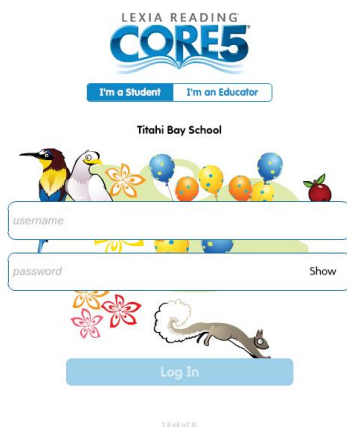 LEXIA READING
CORE5
I'm a Student I'm an Educator
Titahi Bay School
username
password Show
Log In